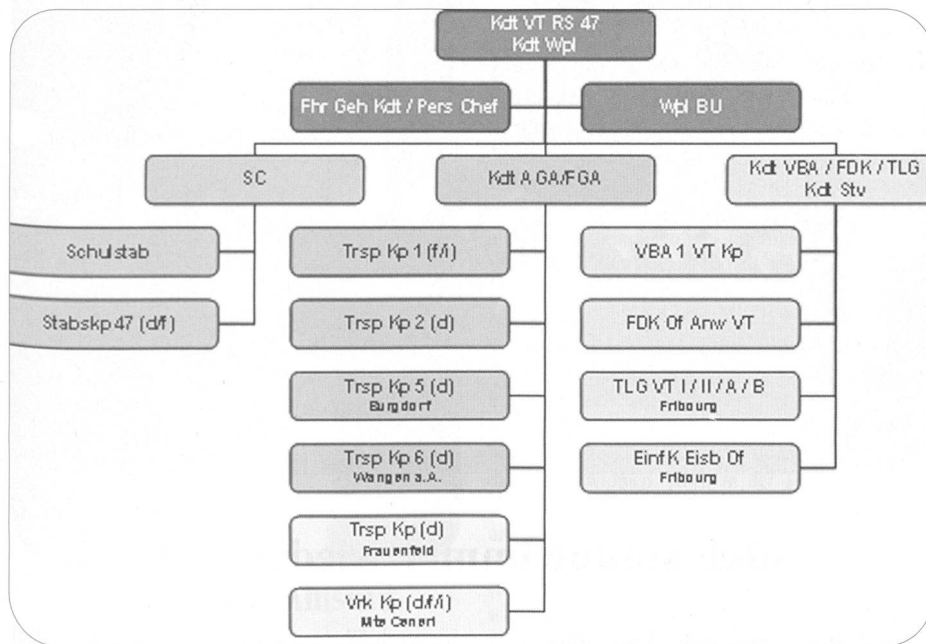 Kdt VT RS 47
Kdt Wpl
Fhr Geh Kdt / Pers Chef
Wpl BU
SC
Kdt AGA/FGA
Kdt VBA / FDK / TLG
Kdt Stv
Schulstab
Stabskp 47 (d/f)
Trsp Kp 1 (f/i)
Trsp Kp 2 (d)
Trsp Kp 5 (d)
Burgdorf
Trsp Kp 6 (d)
Wangen a.A.
Trsp Kp (d)
Frauenfeld
Vrk Kp (d/f/i)
Mte Ceneri
VBA 1 VT Kp
FDK Of Anw VT
TLG VT I / II / A / B
Fribourg
Einf K Eisb Of
Fribourg